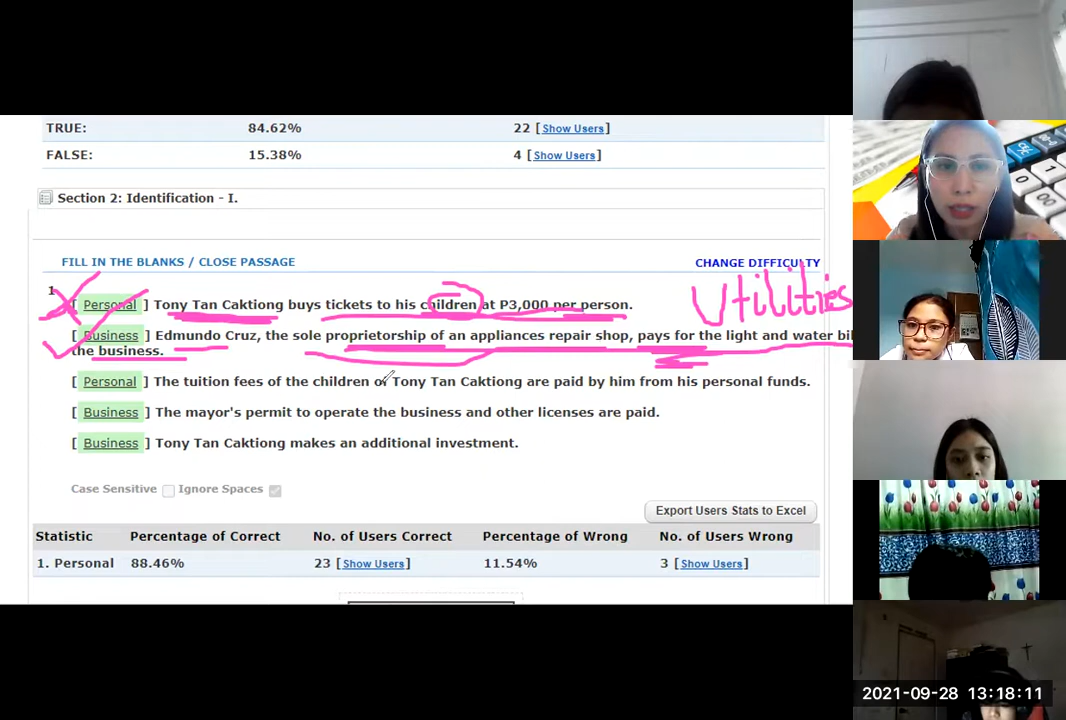 TRUE: 84.62% 22 [Show Users]
FALSE: 15.38% 4 [Show Users]
Section 2: Identification - I.
FILL IN THE BLANKS / CLOSE PASSAGE CHANGE DIFFICULTY
1
[ Personal ] Tony Tan Caktiong buys tickets to his children at P3,000 per person.
Utilities
[ Business ] Edmundo Cruz, the sole proprietorship of an appliances repair shop, pays for the light and water bil
the business.
[ Personal ] The tuition fees of the children of Tony Tan Caktiong are paid by him from his personal funds.
[ Business ] The mayor's permit to operate the business and other licenses are paid.
[ Business ] Tony Tan Caktiong makes an additional investment.
Case Sensitive Ignore Spaces
Export Users Stats to Excel
Statistic Percentage of Correct No. of Users Correct Percentage of Wrong No. of Users Wrong
1. Personal 88.46% 23 [Show Users] 11.54% 3 [Show Users]
2021-09-28 13:18:11